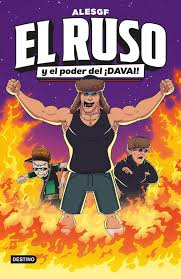 ALESGF
EL RUSO
y el poder del ¡DAVAI!
DESTINO